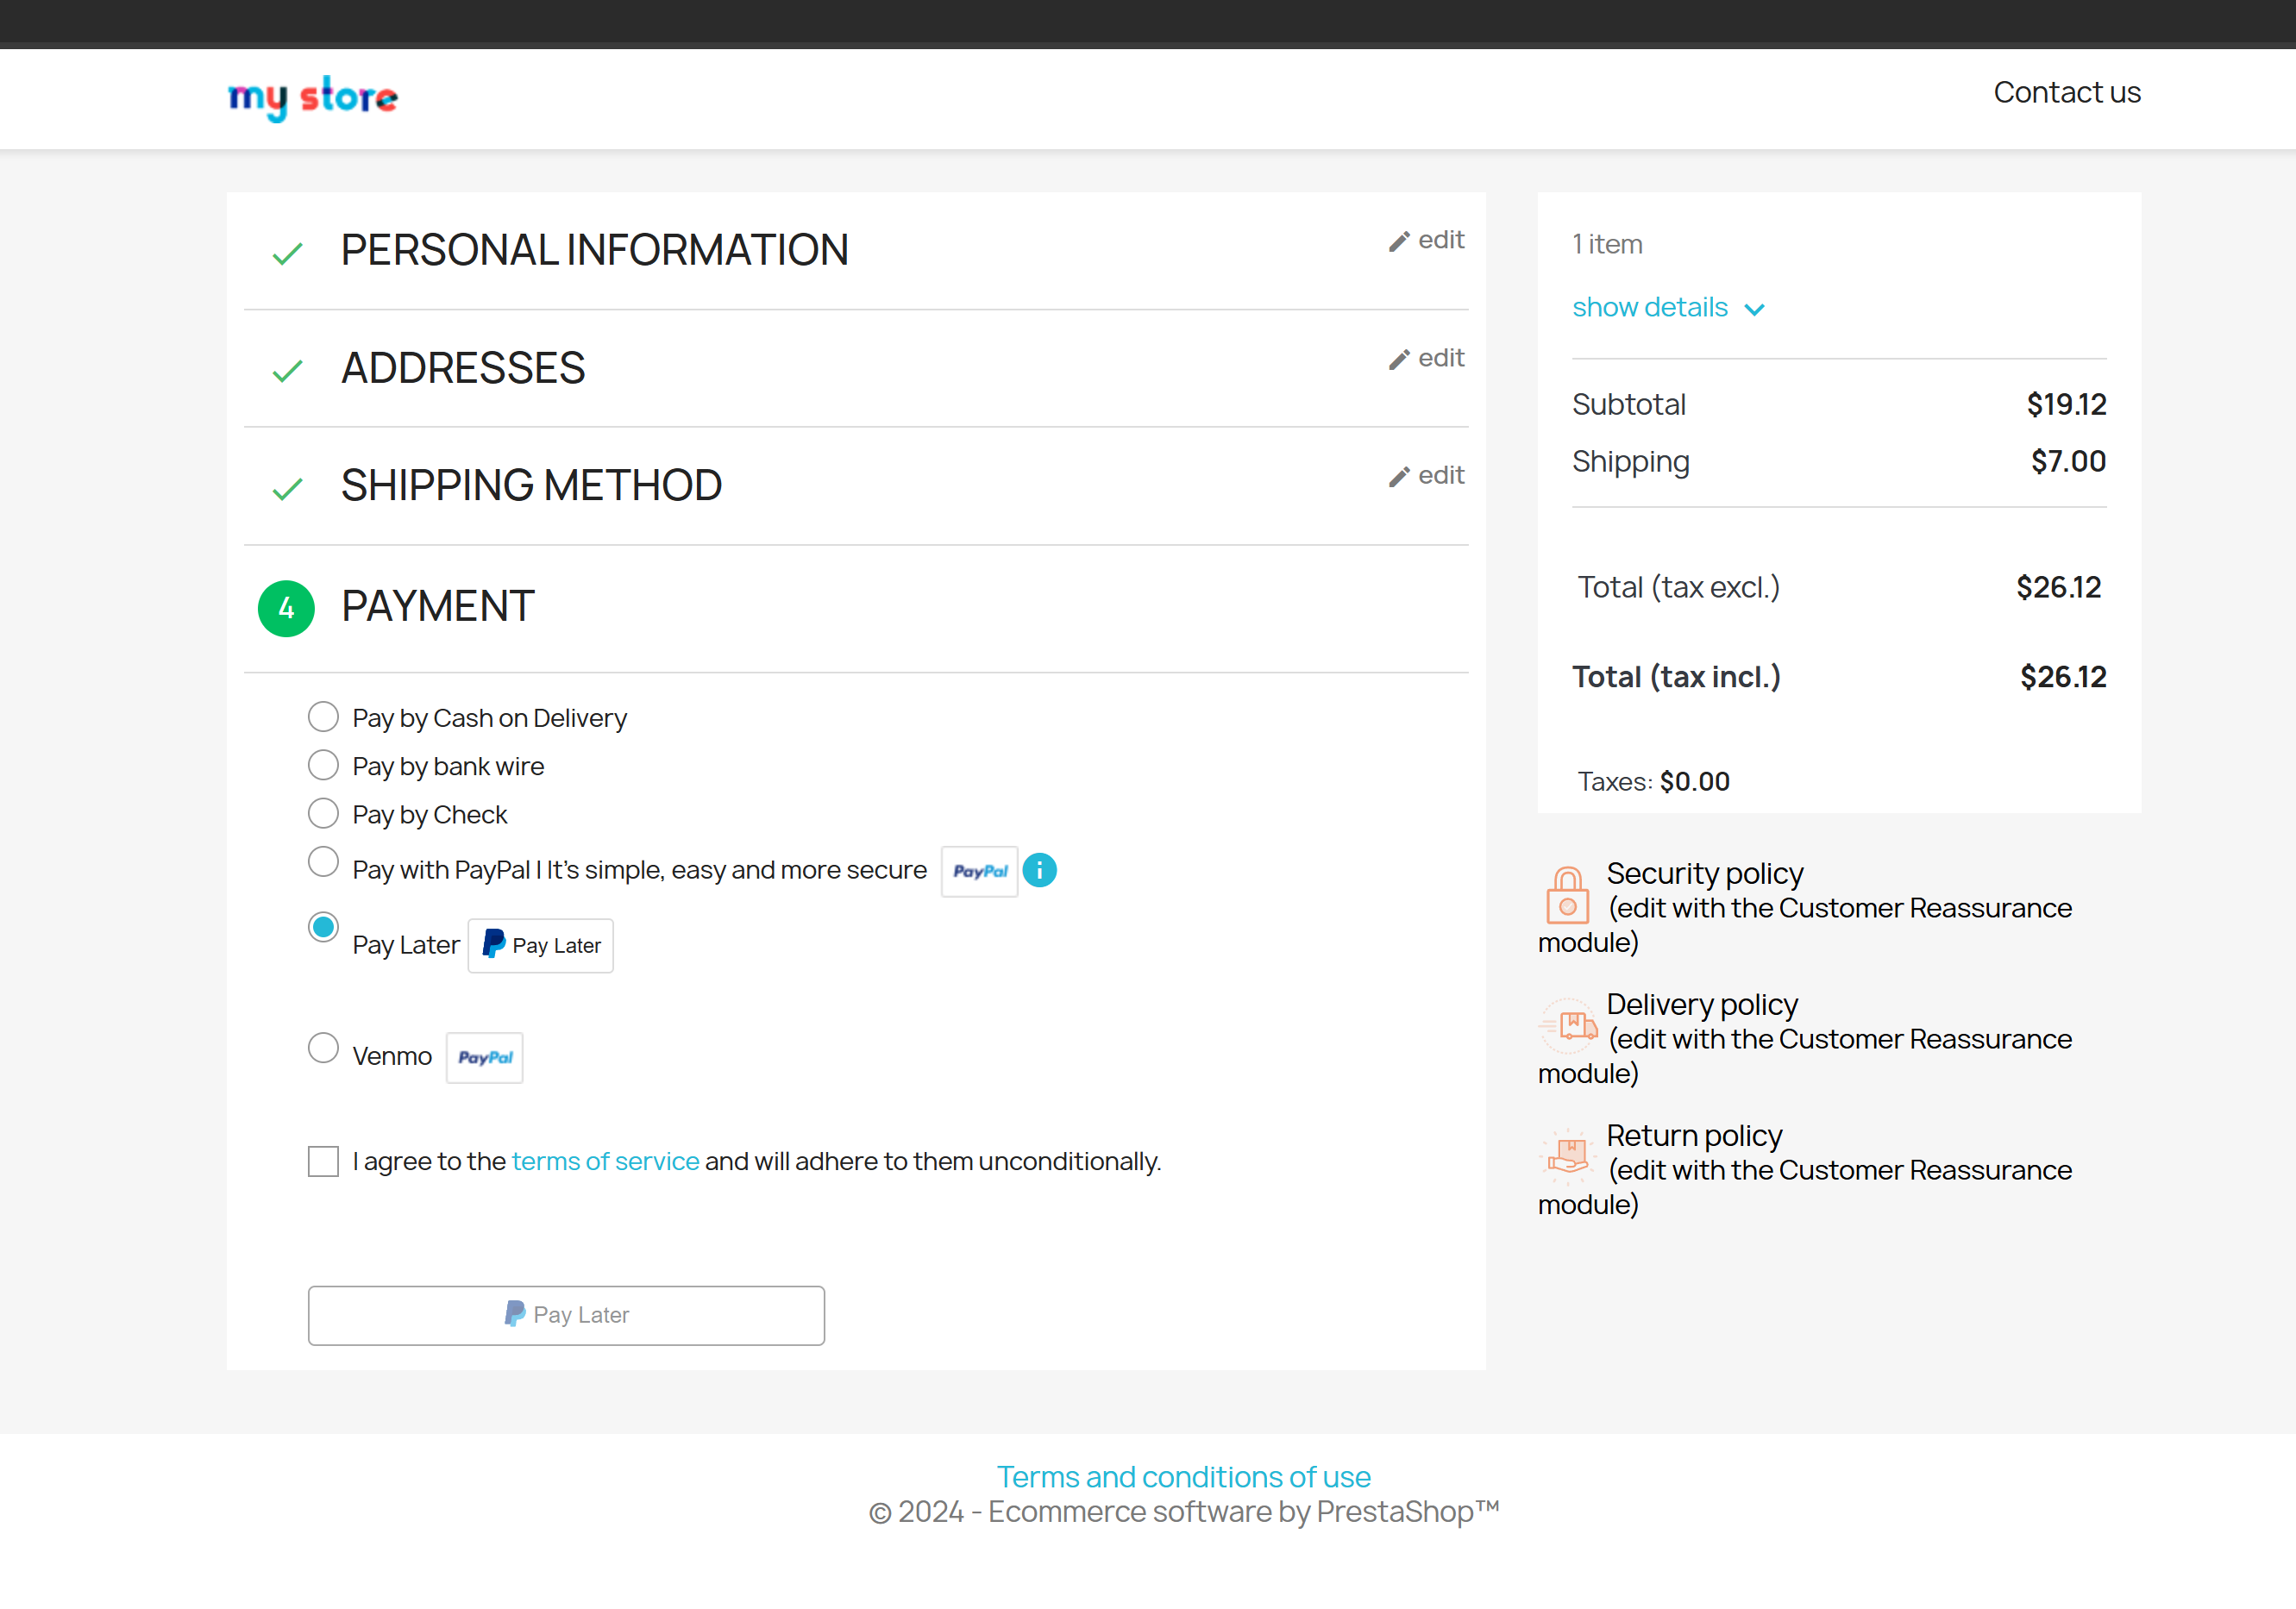 my store
Contact us
PERSONAL INFORMATION
edit
ADDRESSES
edit
SHIPPING METHOD
edit
4 PAYMENT
Pay by Cash on Delivery
Pay by bank wire
Pay by Check
Pay with PayPal | It's simple, easy and more secure PayPal i
Pay Later Pay Later
Venmo PayPal
I agree to the terms of service and will adhere to them unconditionally.
Pay Later
1 item
show details
Subtotal $19.12
Shipping $7.00
Total (tax excl.) $26.12
Total (tax incl.) $26.12
Taxes: $0.00
Security policy
(edit with the Customer Reassurance
module)
Delivery policy
(edit with the Customer Reassurance
module)
Return policy
(edit with the Customer Reassurance
module)
Terms and conditions of use
© 2024 - Ecommerce software by PrestaShop™